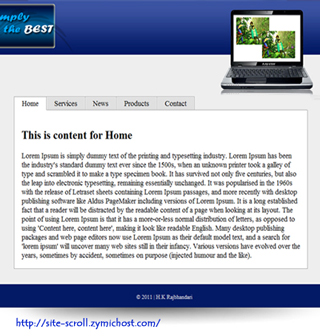 Simply
the BEST
Home Services News Products Contact
This is content for Home
Lorem Ipsum is simply dummy text of the printing and typesetting industry. Lorem Ipsum has been
the industry's standard dummy text ever since the 1500s, when an unknown printer took a galley of
type and scrambled it to make a type specimen book. It has survived not only five centuries, but also
the leap into electronic typesetting, remaining essentially unchanged. It was popularised in the 1960s
with the release of Letraset sheets containing Lorem Ipsum passages, and more recently with desktop
publishing software like Aldus PageMaker including versions of Lorem Ipsum. It is a long established
fact that a reader will be distracted by the readable content of a page when looking at its layout. The
point of using Lorem Ipsum is that it has a more-or-less normal distribution of letters, as opposed to
using 'Content here, content here', making it look like readable English. Many desktop publishing
packages and web page editors now use Lorem Ipsum as their default model text, and a search for
'lorem ipsum' will uncover many web sites still in their infancy. Various versions have evolved over the
years, sometimes by accident, sometimes on purpose (injected humour and the like).
© 2011 | H.K. Rajbhandari
http://site-scroll.zymichost.com/